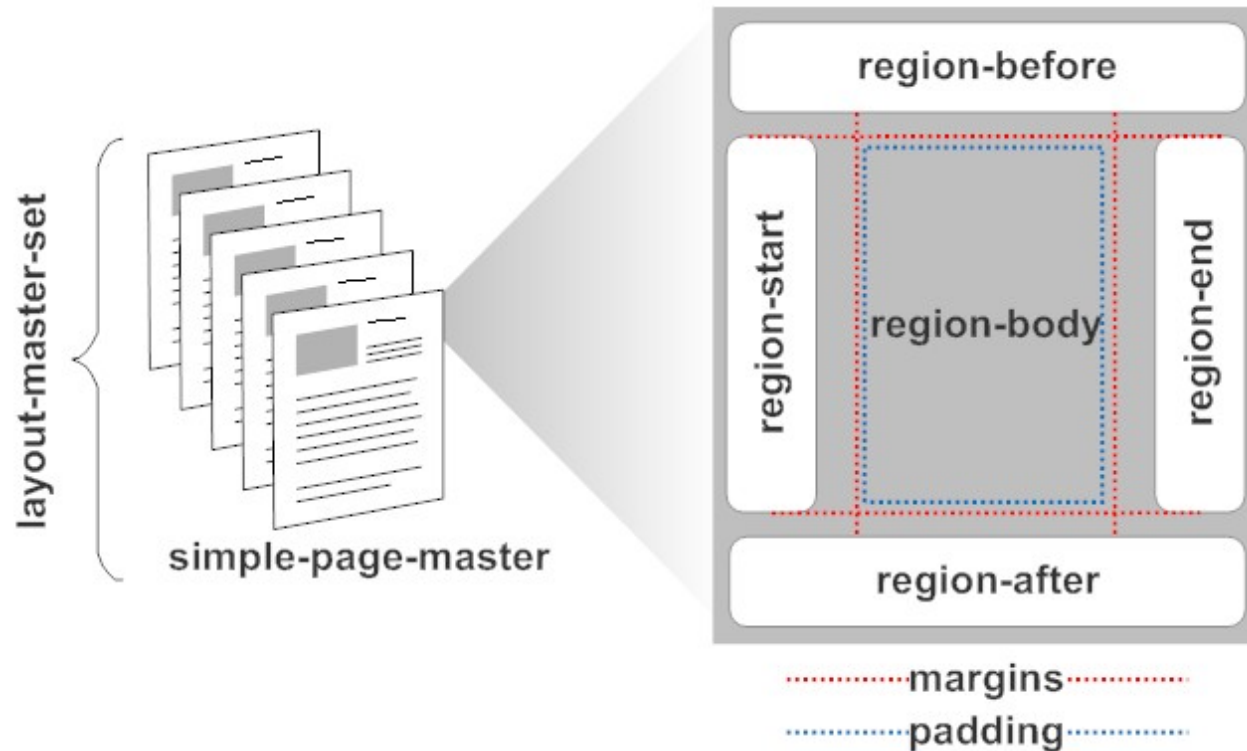 layout-master-set
simple-page-master
region-before
region-start
region-body
region-end
region-after
margins
padding